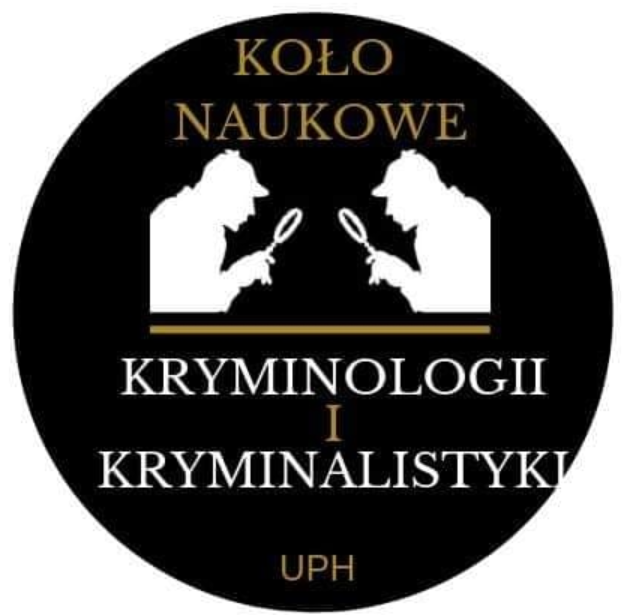 KOŁO
NAUKOWE
KRYMINOLOGII
I
KRYMINALISTYKI
UPH